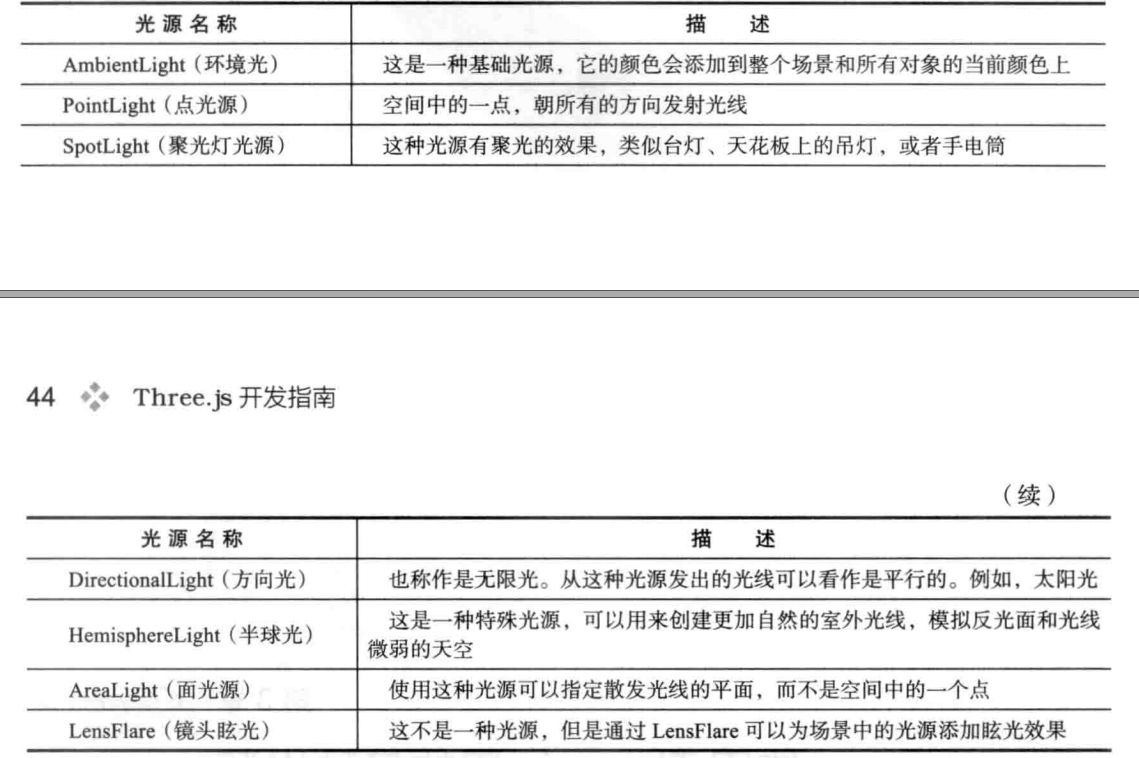 光源名称 描 述
AmbientLight（环境光） 这是一种基础光源，它的颜色会添加到整个场景和所有对象的当前颜色上
PointLight（点光源） 空间中的一点，朝所有的方向发射光线
SpotLight（聚光灯光源） 这种光源有聚光的效果，类似台灯、天花板上的吊灯，或者手电筒
44 Three.js 开发指南
（续）
光源名称 描 述
DirectionalLight（方向光） 也称作是无限光。从这种光源发出的光线可以看作是平行的。例如，太阳光
HemisphereLight（半球光） 这是一种特殊光源，可以用来创建更加自然的室外光线，模拟反光面和光线
微弱的天空
AreaLight（面光源） 使用这种光源可以指定散发光线的平面，而不是空间中的一个点
LensFlare（镜头眩光） 这不是一种光源，但是通过 LensFlare 可以为场景中的光源添加眩光效果